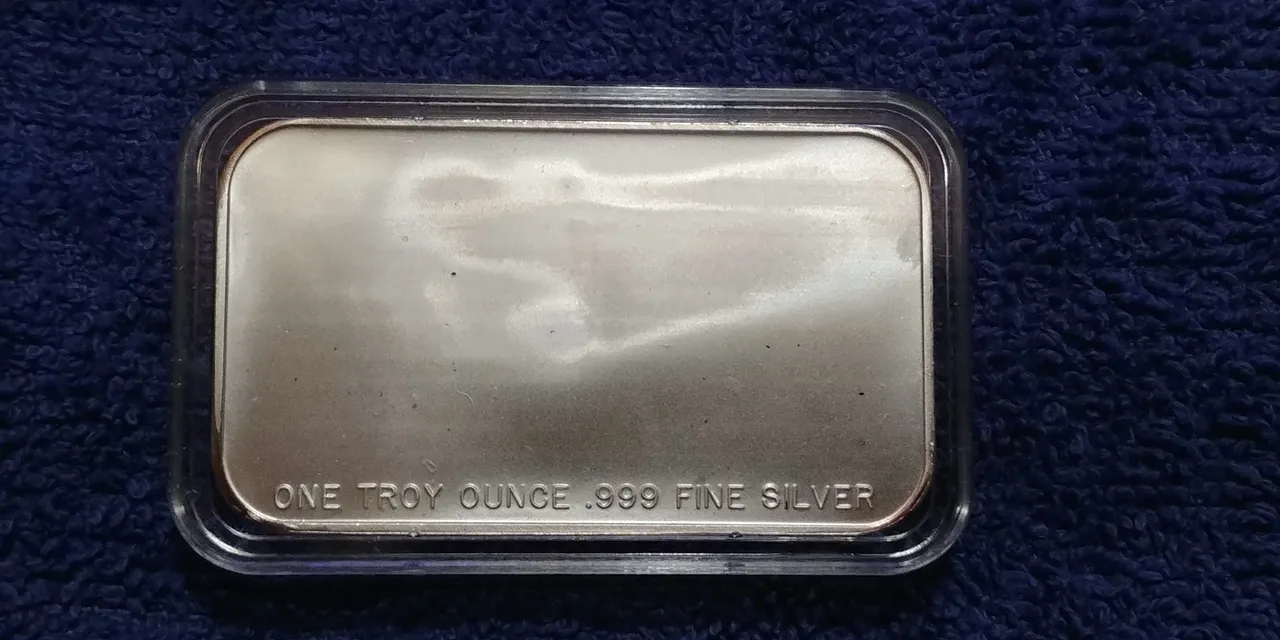 ONE TROY OUNCE .999 FINE SILVER